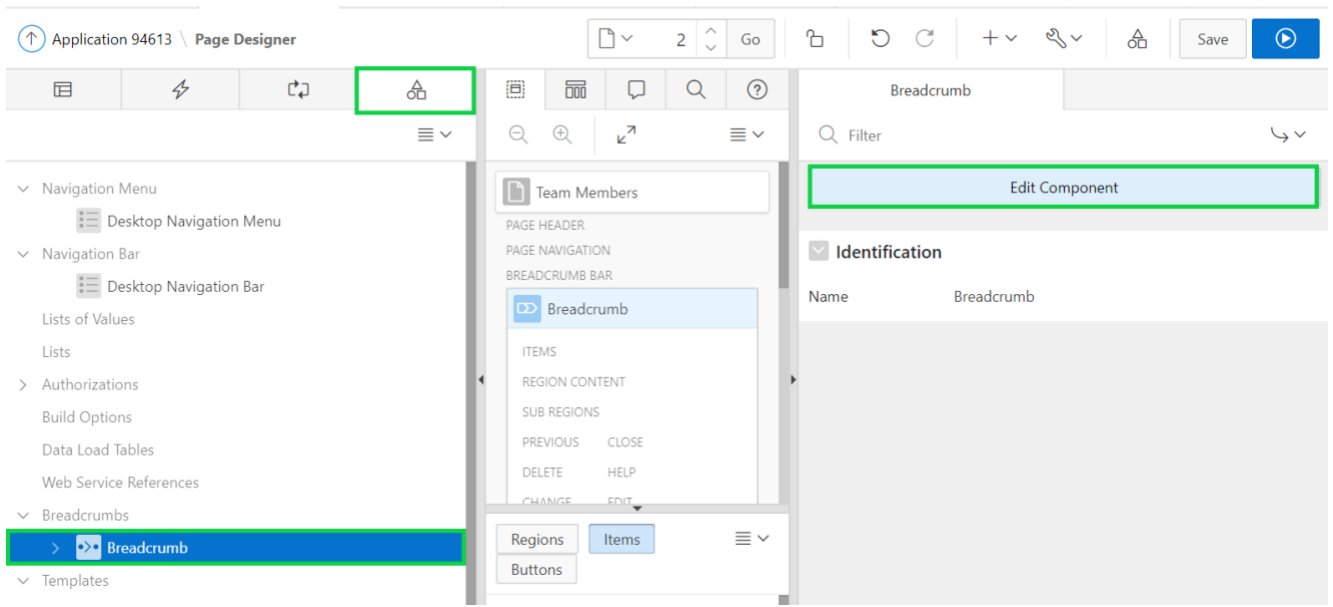 Application 94613 \ Page Designer
2
Go
Save
Navigation Menu
Desktop Navigation Menu
Navigation Bar
Desktop Navigation Bar
Lists of Values
Lists
Authorizations
Build Options
Data Load Tables
Web Service References
Breadcrumbs
Breadcrumb
Templates
Team Members
PAGE HEADER
PAGE NAVIGATION
BREADCRUMB BAR
Breadcrumb
ITEMS
REGION CONTENT
SUB REGIONS
PREVIOUS CLOSE
DELETE HELP
CHANGE EDIT
Regions Items
Buttons
Breadcrumb
Filter
Edit Component
Identification
Name Breadcrumb